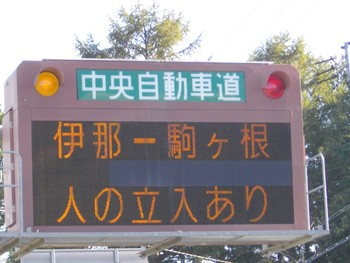 中央自動車道
伊那ー駒ヶ根
人の立入あり